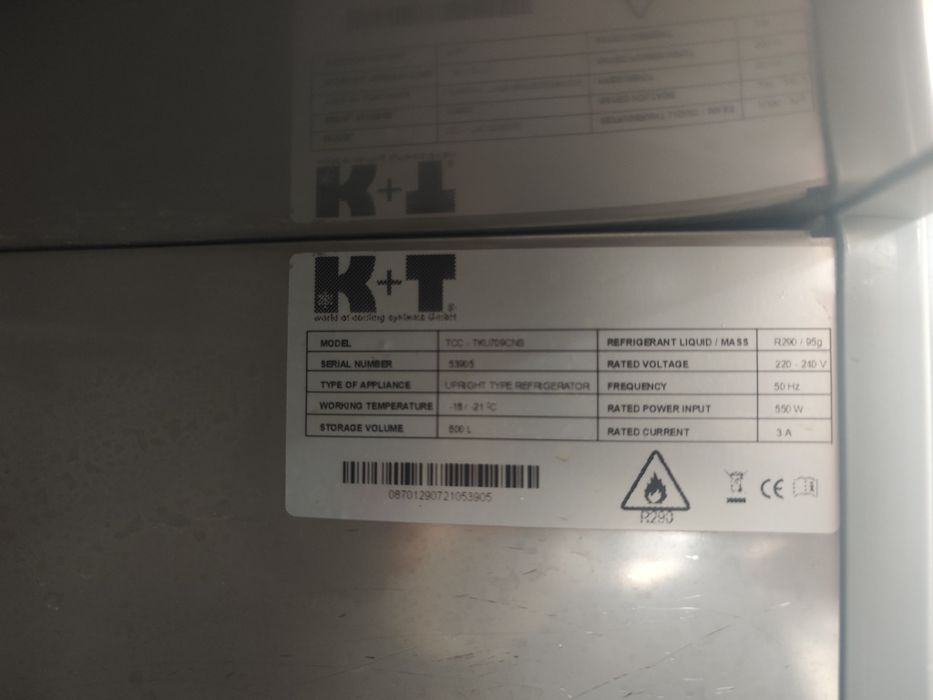 K+T®
world of cooling systems GmbH
MODEL TCC - REFRIGERANT LIQUID / MASS R290 / 95g
SERIAL NUMBER 53905 RATED VOLTAGE 220 - 240 V
TYPE OF APPLIANCE UPRIGHT TYPE REFRIGERATOR FREQUENCY 50 Hz
WORKING TEMPERATURE -18 / -21 °C RATED POWER INPUT 550 W
STORAGE VOLUME L RATED CURRENT 3 A
08701290721053905
R290
CE